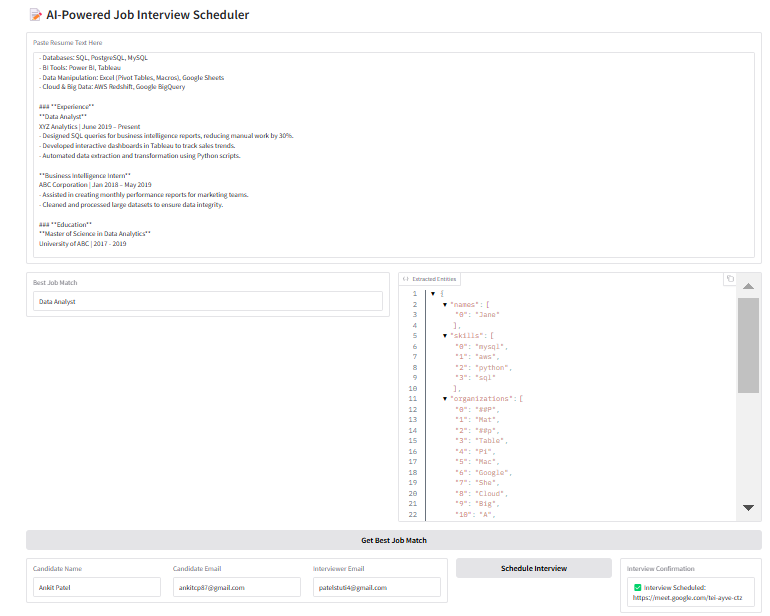 📝 AI-Powered Job Interview Scheduler
Paste Resume Text Here
- Databases: SQL, PostgreSQL, MySQL
- BI Tools: Power BI, Tableau
- Data Manipulation: Excel (Pivot Tables, Macros), Google Sheets
- Cloud & Big Data: AWS Redshift, Google BigQuery
### **Experience**
**Data Analyst**
XYZ Analytics | June 2019 – Present
- Designed SQL queries for business intelligence reports, reducing manual work by 30%.
- Developed interactive dashboards in Tableau to track sales trends.
- Automated data extraction and transformation using Python scripts.
**Business Intelligence Intern**
ABC Corporation | Jan 2018 – May 2019
- Assisted in creating monthly performance reports for marketing teams.
- Cleaned and processed large datasets to ensure data integrity.
### **Education**
**Master of Science in Data Analytics**
University of ABC | 2017 - 2019
Best Job Match
Data Analyst
Extracted Entities
1 {
2 "names": [
3 "0": "Jane"
4 ],
5 "skills": [
6 "0": "mysql",
7 "1": "aws",
8 "2": "python",
9 "3": "sql"
10 ],
11 "organizations": [
12 "0": "##P",
13 "1": "Mat",
14 "2": "##p",
15 "3": "Table",
16 "4": "Pi",
17 "5": "Mac",
18 "6": "Google",
19 "7": "She",
20 "8": "Cloud",
21 "9": "Big",
22 "10": "A",
Get Best Job Match
Candidate Name
Ankit Patel
Candidate Email
ankitcp87@gmail.com
Interviewer Email
patelstuti4@gmail.com
Schedule Interview
Interview Confirmation
✅ Interview Scheduled:
https://meet.google.com/tei-ayve-ctz